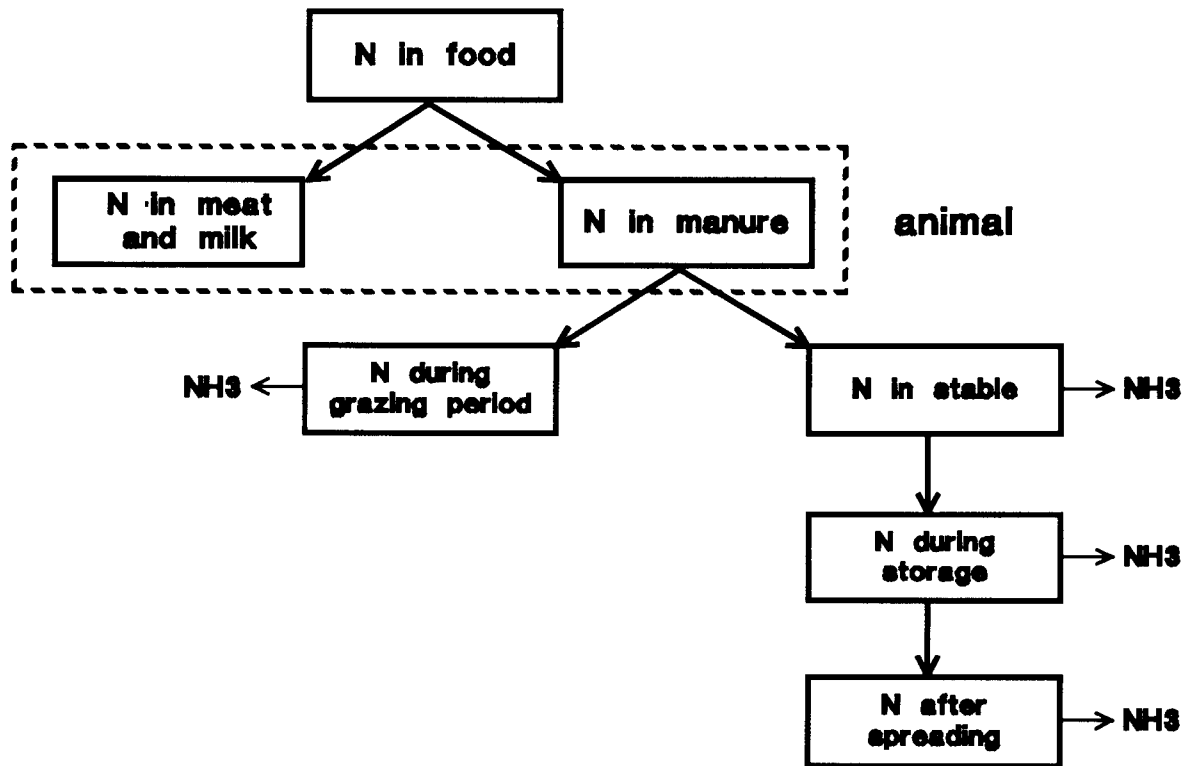 N in food
N in meat
and milk
N in manure
animal
NH3
N during
grazing period
N in stable
NH3
N during
storage
NH3
N after
spreading
NH3